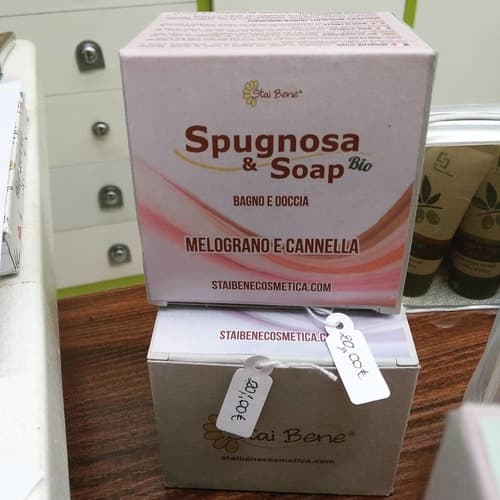 Stai Bene®
Spugnosa
& Soap Bio
BAGNO E DOCCIA
MELOGRANO E CANNELLA
STAIBENECOSMETICA.COM
STAIBENECOSMETICA.C
20,00€
20,00€
Stai Bene®
staibenecosmetica.com